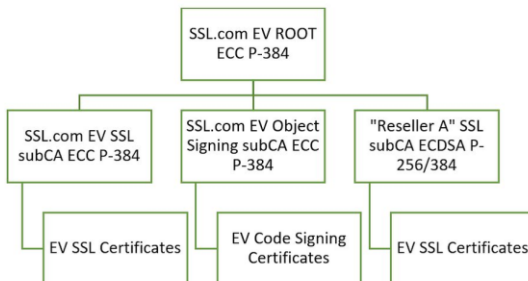 SSL.com EV ROOT
ECC P-384
SSL.com EV SSL
subCA ECC P-384
SSL.com EV Object
Signing subCA ECC
P-384
"Reseller A" SSL
subCA ECDSA P-
256/384
EV SSL Certificates
EV Code Signing
Certificates
EV SSL Certificates